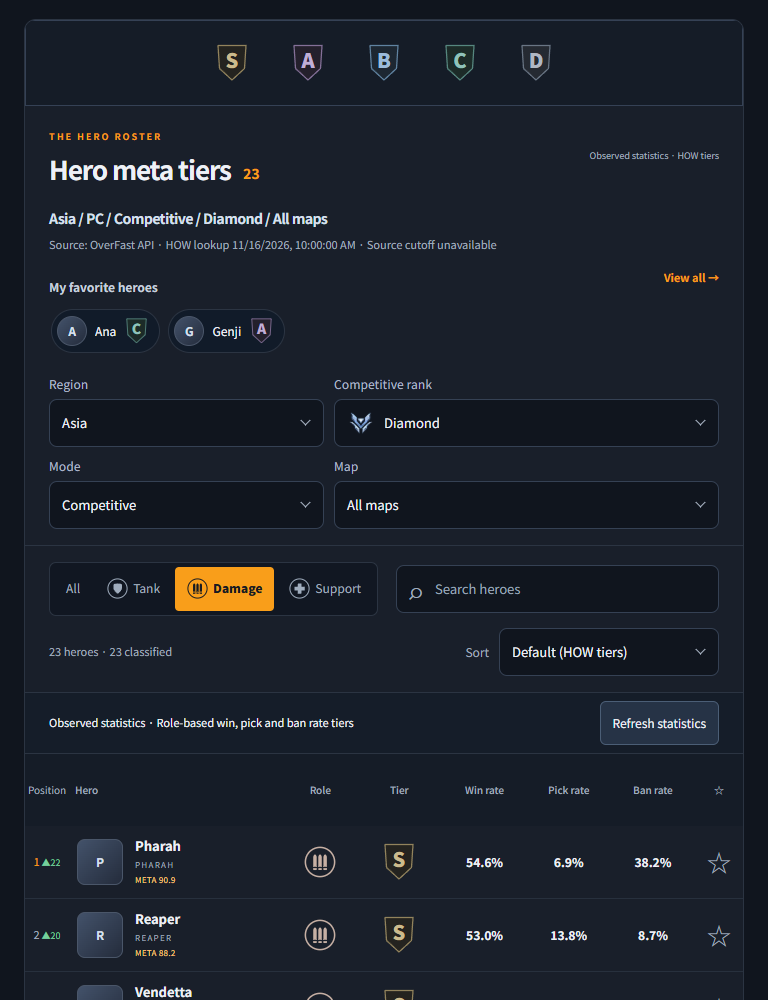 S A B C D
THE HERO ROSTER
Hero meta tiers 23
Observed statistics · HOW tiers
Asia / PC / Competitive / Diamond / All maps
Source: OverFast API · HOW lookup 11/16/2026, 10:00:00 AM · Source cutoff unavailable
My favorite heroes
View all →
A Ana C G Genji A
Region Competitive rank
Asia Diamond
Mode Map
Competitive All maps
All Tank Damage Support Search heroes
23 heroes · 23 classified Sort Default (HOW tiers)
Observed statistics · Role-based win, pick and ban rate tiers Refresh statistics
Position Hero Role Tier Win rate Pick rate Ban rate ☆
Pharah
1 ▲22 P PHARAH S 54.6% 6.9% 38.2% ☆
META 90.9
Reaper
2 ▲20 R REAPER S 53.0% 13.8% 8.7% ☆
META 88.2
Vendetta